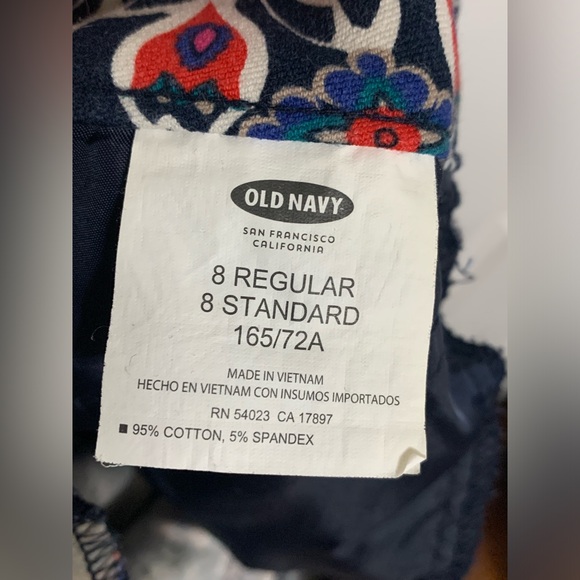 OLD NAVY
SAN FRANCISCO
CALIFORNIA
8 REGULAR
8 STANDARD
165/72A
MADE IN VIETNAM
HECHO EN VIETNAM CON INSUMOS IMPORTADOS
RN 54023 CA 17897
■ 95% COTTON, 5% SPANDEX